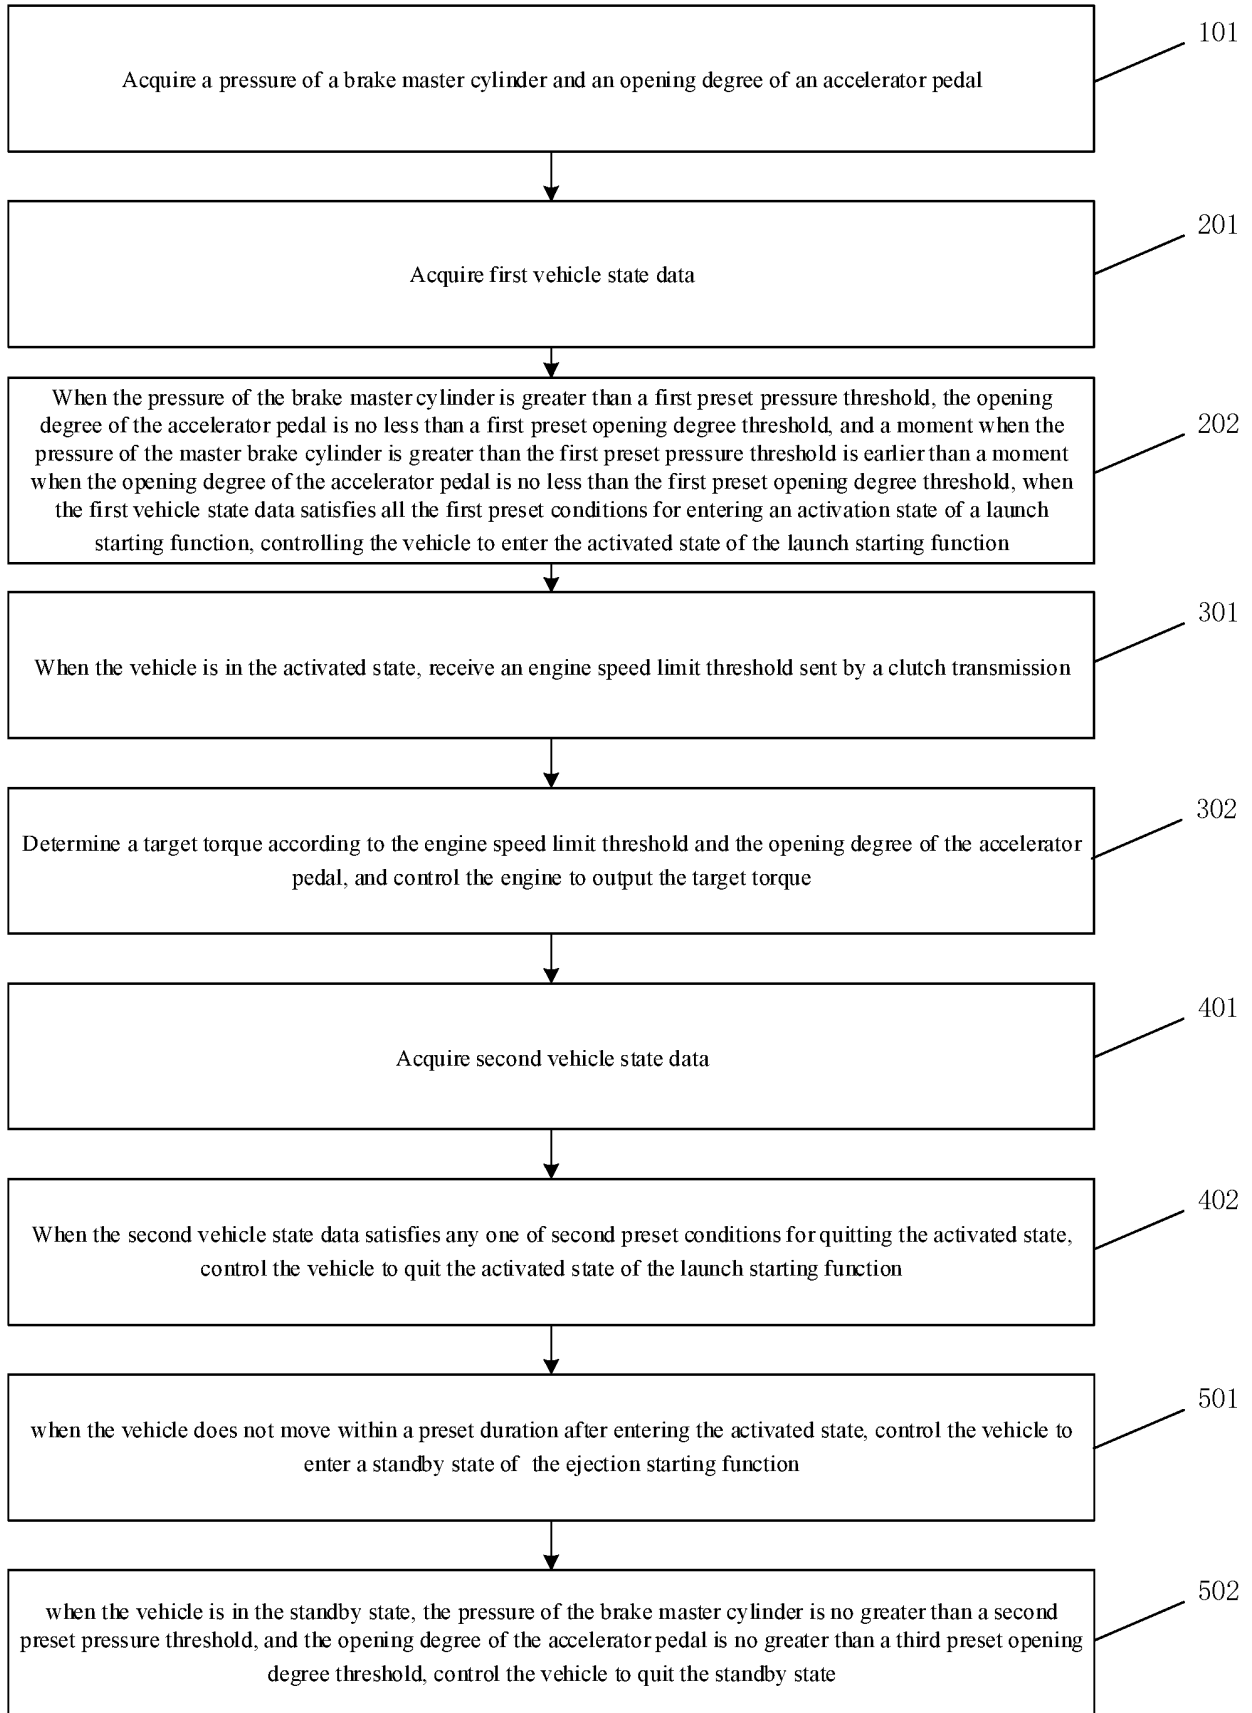 101
Acquire a pressure of a brake master cylinder and an opening degree of an accelerator pedal
201
Acquire first vehicle state data
When the pressure of the brake master cylinder is greater than a first preset pressure threshold, the opening
degree of the accelerator pedal is no less than a first preset opening degree threshold, and a moment when the
pressure of the master brake cylinder is greater than the first preset pressure threshold is earlier than a moment
when the opening degree of the accelerator pedal is no less than the first preset opening degree threshold, when
the first vehicle state data satisfies all the first preset conditions for entering an activation state of a launch
starting function, controlling the vehicle to enter the activated state of the launch starting function
202
301
When the vehicle is in the activated state, receive an engine speed limit threshold sent by a clutch transmission
302
Determine a target torque according to the engine speed limit threshold and the opening degree of the accelerator
pedal, and control the engine to output the target torque
401
Acquire second vehicle state data
402
When the second vehicle state data satisfies any one of second preset conditions for quitting the activated state,
control the vehicle to quit the activated state of the launch starting function
501
when the vehicle does not move within a preset duration after entering the activated state, control the vehicle to
enter a standby state of the ejection starting function
502
when the vehicle is in the standby state, the pressure of the brake master cylinder is no greater than a second
preset pressure threshold, and the opening degree of the accelerator pedal is no greater than a third preset opening
degree threshold, control the vehicle to quit the standby state